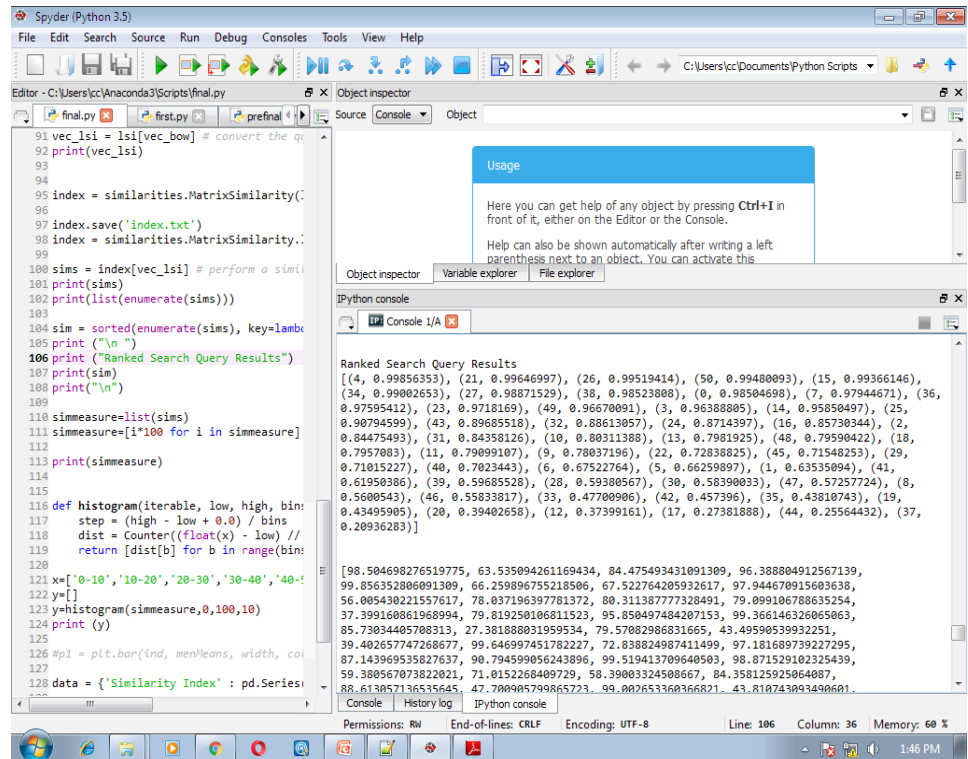 Spyder (Python 3.5)
File Edit Search Source Run Debug Consoles Tools View Help
C:\Users\cc\Documents\Python Scripts
Editor - C:\Users\cc\Anaconda3\Scripts\final.py
final.py first.py prefinal
91 vec_lsi = lsi[vec_bow] # convert the qu
92 print(vec_lsi)
93
94
95 index = similarities.MatrixSimilarity(l
96
97 index.save('index.txt')
98 index = similarities.MatrixSimilarity.l
99
100 sims = index[vec_lsi] # perform a simil
101 print(sims)
102 print(list(enumerate(sims)))
103
104 sim = sorted(enumerate(sims), key=lambd
105 print ("\n ")
106 print ("Ranked Search Query Results")
107 print(sim)
108 print("\n")
109
110 simmeasure=list(sims)
111 simmeasure=[i*100 for i in simmeasure]
112
113 print(simmeasure)
114
115
116 def histogram(iterable, low, high, bins
117 step = (high - low + 0.0) / bins
118 dist = Counter((float(x) - low) //
119 return [dist[b] for b in range(bins
120
121 x=['0-10','10-20','20-30','30-40','40-5
122 y=[]
123 y=histogram(simmeasure,0,100,10)
124 print (y)
125
126 #p1 = plt.bar(ind, menMeans, width, col
127
128 data = {'Similarity Index' : pd.Series(
Object inspector
Source Console Object
Usage
Here you can get help of any object by pressing Ctrl+I in
front of it, either on the Editor or the Console.
Help can also be shown automatically after writing a left
parenthesis next to an object. You can activate this
Object inspector Variable explorer File explorer
IPython console
Console 1/A
Ranked Search Query Results
[(4, 0.99856353), (21, 0.99646997), (26, 0.99519414), (50, 0.99480093), (15, 0.99366146),
(34, 0.99002653), (27, 0.98871529), (38, 0.98523808), (0, 0.98504698), (7, 0.97944671), (36,
0.97595412), (23, 0.9718169), (49, 0.96670091), (3, 0.96388805), (14, 0.95850497), (25,
0.90794599), (43, 0.89685518), (32, 0.88613057), (24, 0.8714397), (16, 0.85730344), (2,
0.84475493), (31, 0.84358126), (10, 0.80311388), (13, 0.7981925), (48, 0.79590422), (18,
0.7957083), (11, 0.79099107), (9, 0.78037196), (22, 0.72838825), (45, 0.71548253), (29,
0.71015227), (40, 0.7023443), (6, 0.67522764), (5, 0.66259897), (1, 0.63535094), (41,
0.61950386), (39, 0.59685528), (28, 0.59380567), (30, 0.58390033), (47, 0.57257724), (8,
0.5600543), (46, 0.55833817), (33, 0.47700906), (42, 0.457396), (35, 0.43810743), (19,
0.43495905), (20, 0.39402658), (12, 0.37399161), (17, 0.27381888), (44, 0.25564432), (37,
0.20936283)]
[98.504698276519775, 63.535094261169434, 84.475493431091309, 96.388804912567139,
99.856352806091309, 66.259896755218506, 67.522764205932617, 97.944670915603638,
56.005430221557617, 78.037196397781372, 80.311387777328491, 79.099106788635254,
37.399160861968994, 79.819250106811523, 95.850497484207153, 99.366146326065063,
85.73034405708313, 27.381888031959534, 79.57082986831665, 43.49590539932251,
39.402657747268677, 99.646997451782227, 72.838824987411499, 97.181689739227295,
87.143969535827637, 90.794599056243896, 99.519413709640503, 98.871529102325439,
59.380567073822021, 71.0152268409729, 58.39003324508667, 84.358125925064087,
88.613057136535645, 47.700905799865723, 99.002653360366821, 43.810743093490601,
Console History log IPython console
Permissions: RW End-of-lines: CRLF Encoding: UTF-8 Line: 106 Column: 36 Memory: 60 %
1:46 PM